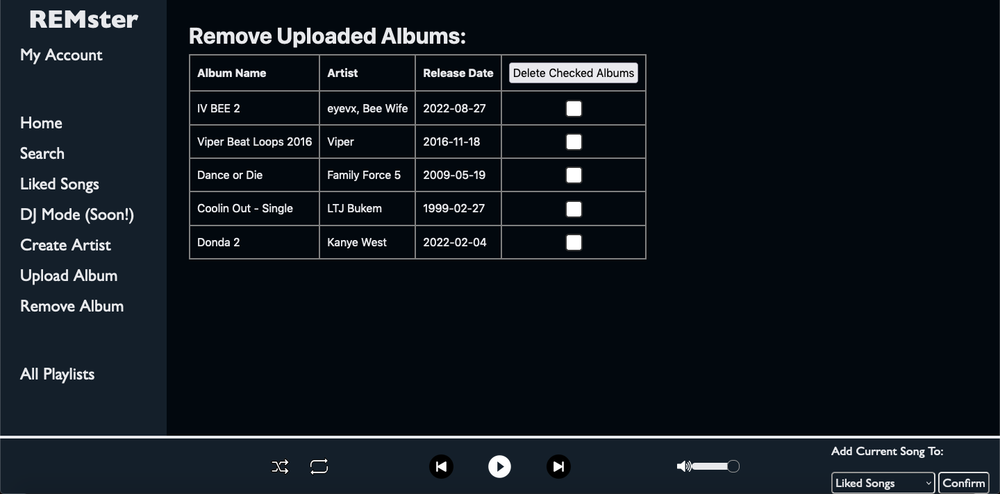 REMster
My Account
Home
Search
Liked Songs
DJ Mode (Soon!)
Create Artist
Upload Album
Remove Album
All Playlists
Remove Uploaded Albums:
Album Name Artist Release Date Delete Checked Albums
IV BEE 2 eyevx, Bee Wife 2022-08-27
Viper Beat Loops 2016 Viper 2016-11-18
Dance or Die Family Force 5 2009-05-19
Coolin Out - Single LTJ Bukem 1999-02-27
Donda 2 Kanye West 2022-02-04
Add Current Song To:
Liked Songs Confirm